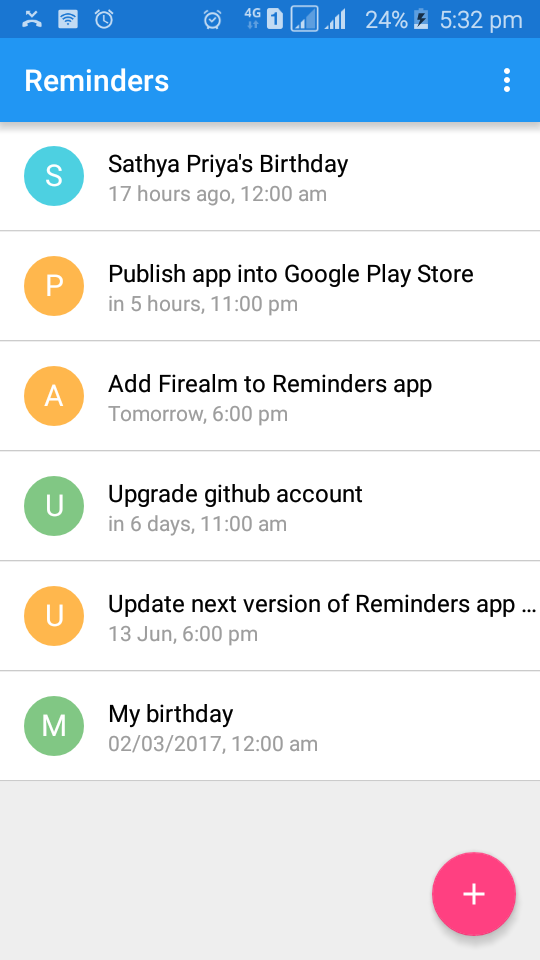 4G 1 24% 5:32 pm
Reminders
S
Sathya Priya's Birthday
17 hours ago, 12:00 am
P
Publish app into Google Play Store
in 5 hours, 11:00 pm
A
Add Firealm to Reminders app
Tomorrow, 6:00 pm
U
Upgrade github account
in 6 days, 11:00 am
U
Update next version of Reminders app ...
13 Jun, 6:00 pm
M
My birthday
02/03/2017, 12:00 am
+